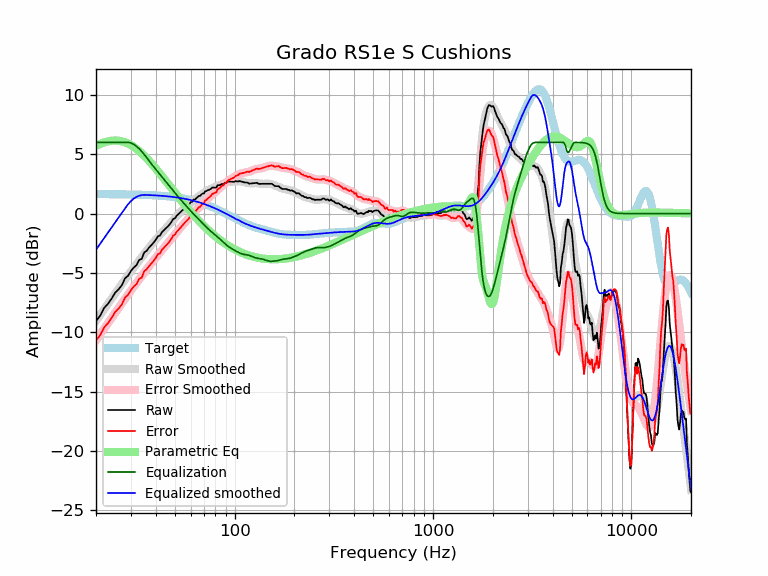 Grado RS1e S Cushions
Amplitude (dBr)
10
5
0
−5
−10
−15
−20
−25
Target
Raw Smoothed
Error Smoothed
Raw
Error
Parametric Eq
Equalization
Equalized smoothed
100
1000
10000
Frequency (Hz)